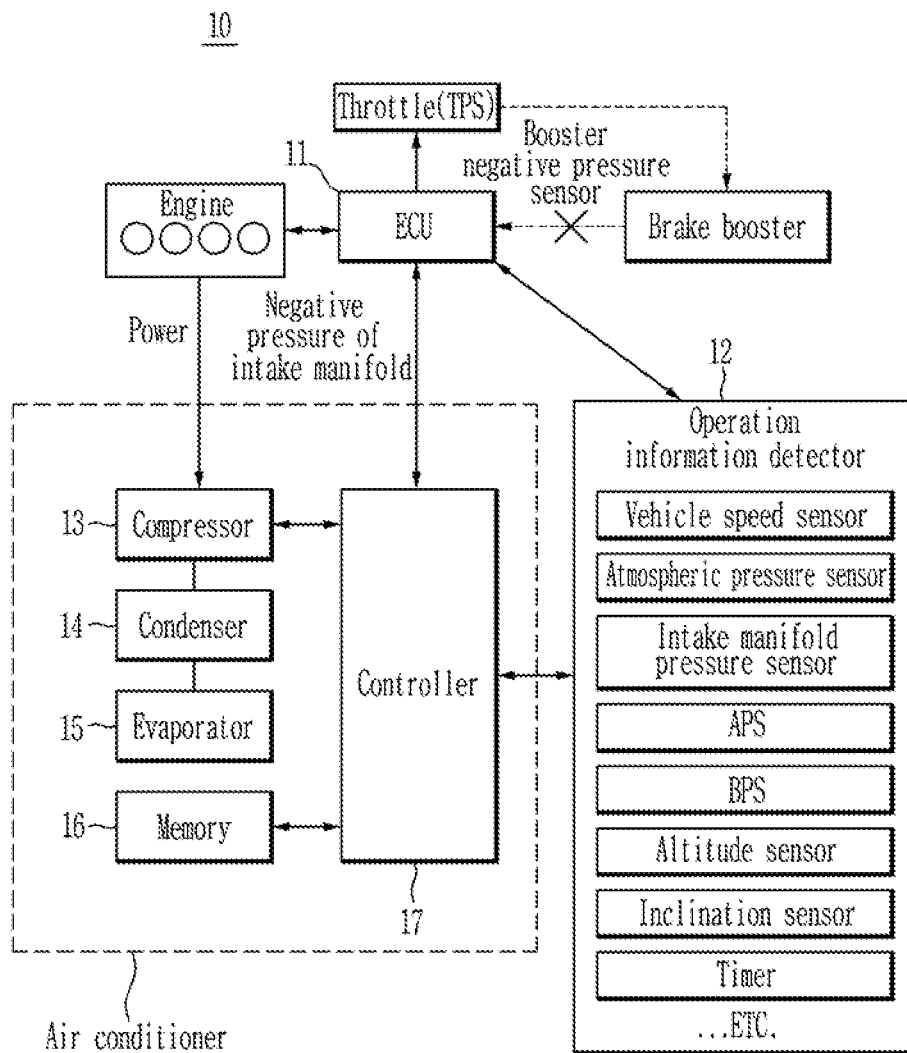 10
Throttle(TPS)
11
Booster
negative pressure
sensor
Engine
ECU
Brake booster
Power
Negative
pressure of
intake manifold
12
Operation
information detector
13
Compressor
Vehicle speed sensor
Atmospheric pressure sensor
14
Condenser
Intake manifold
pressure sensor
Controller
15
Evaporator
APS
BPS
16
Memory
Altitude sensor
Inclination sensor
17
Timer
Air conditioner
...ETC.